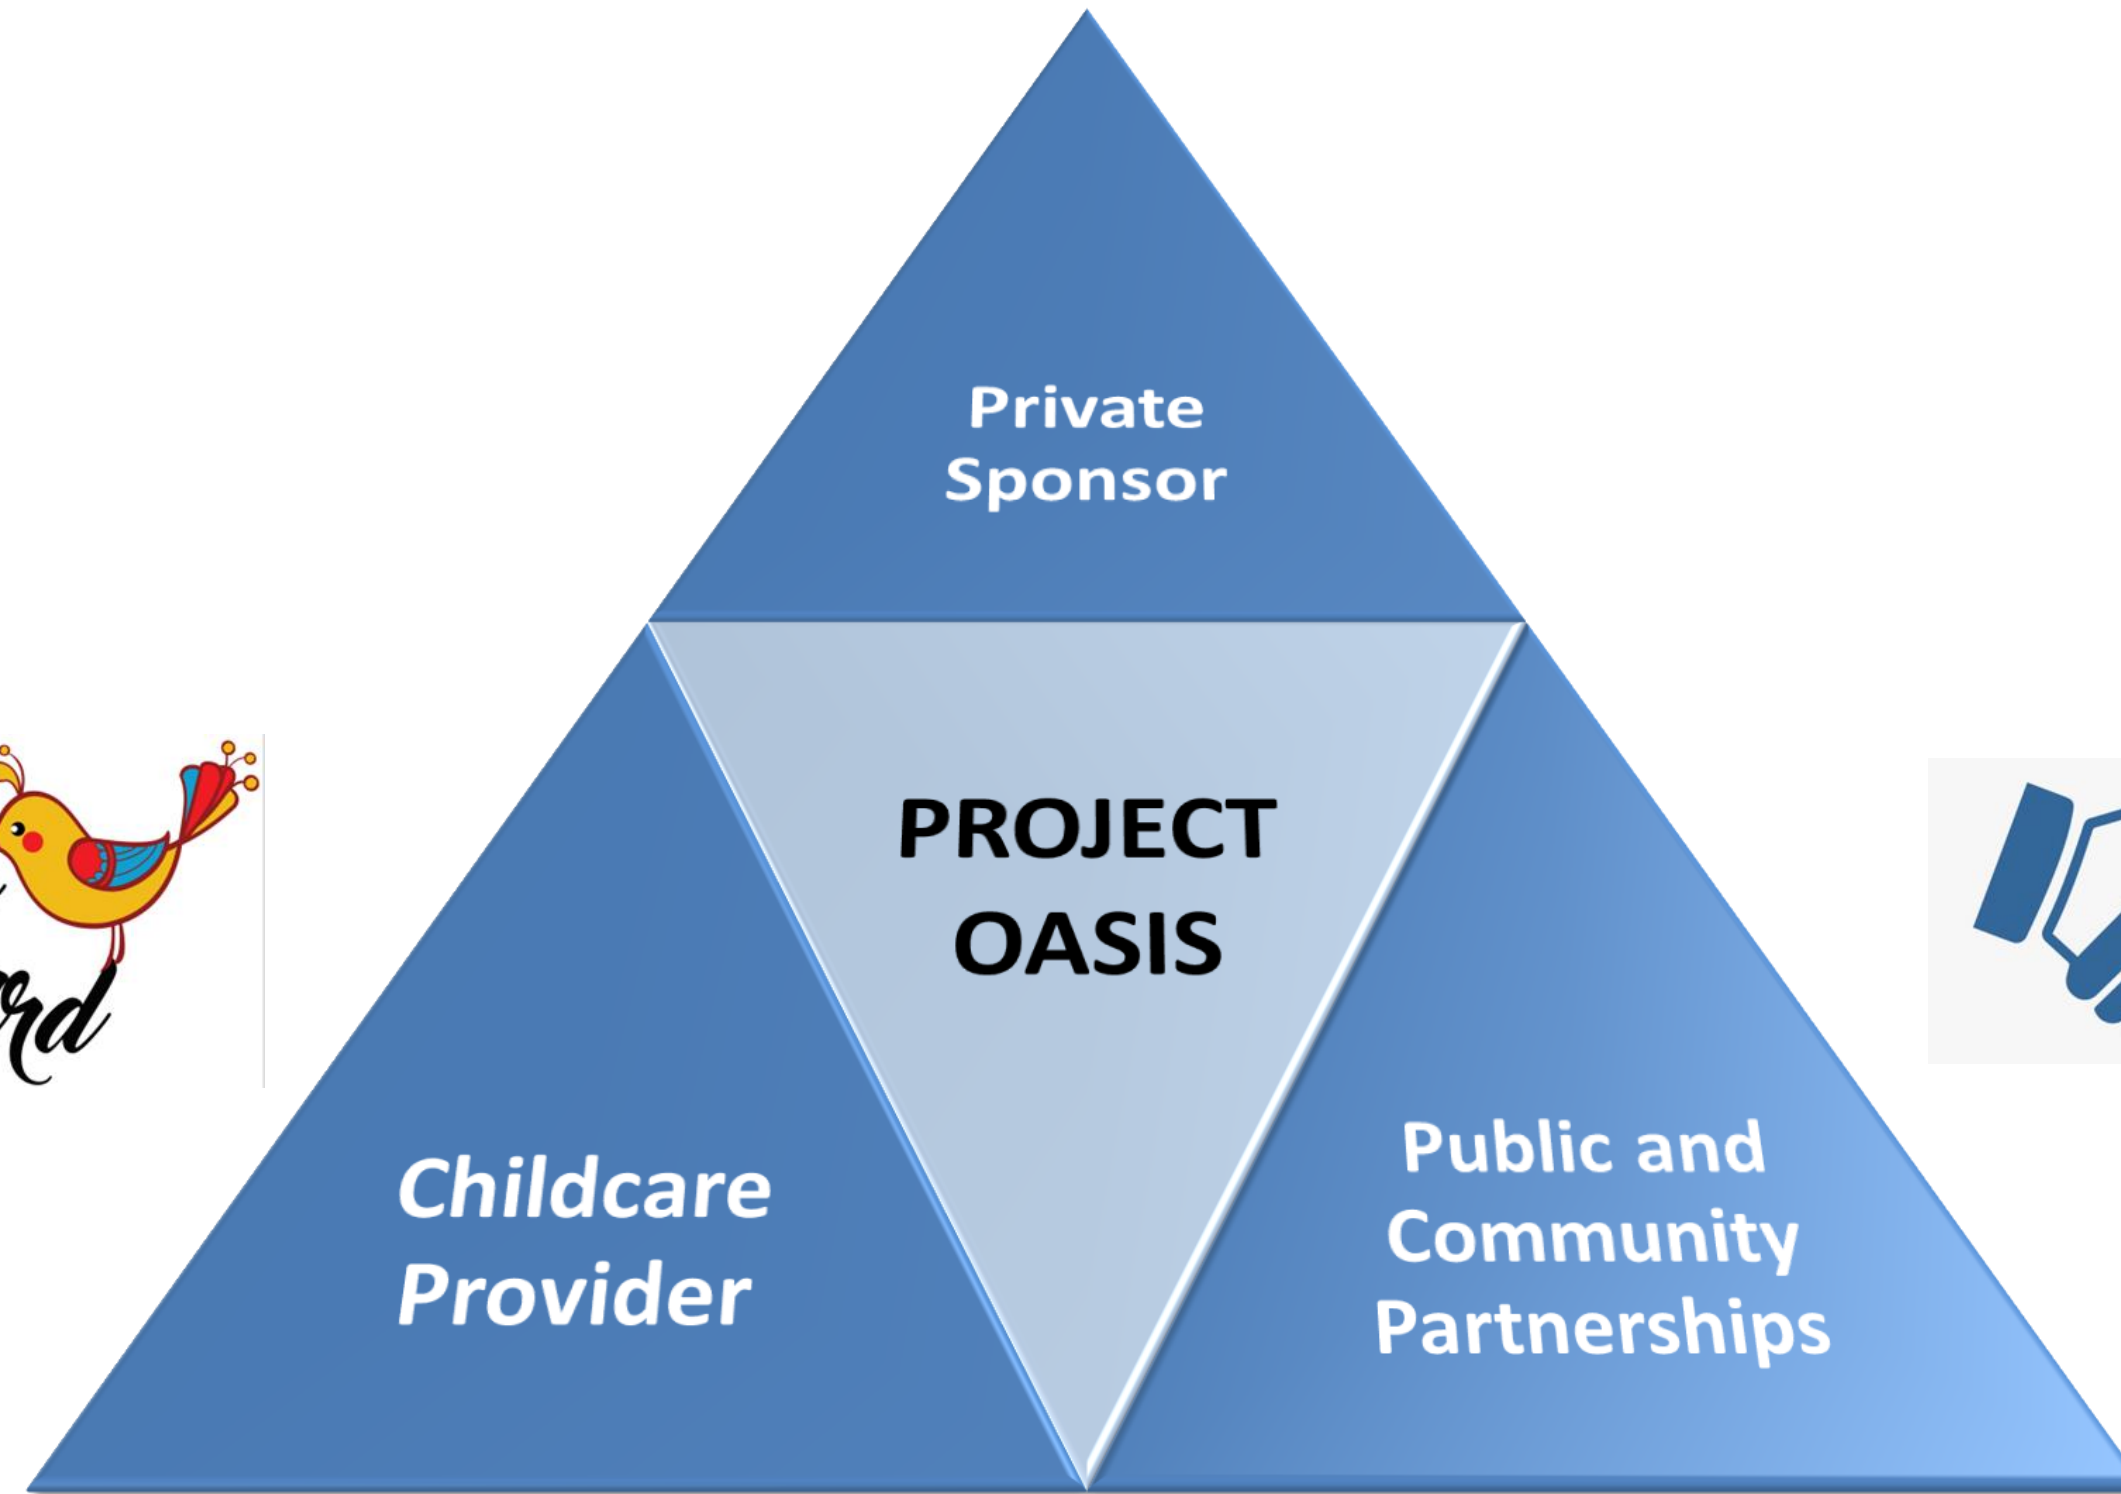 Private
Sponsor
PROJECT
OASIS
Childcare
Provider
Public and
Community
Partnerships